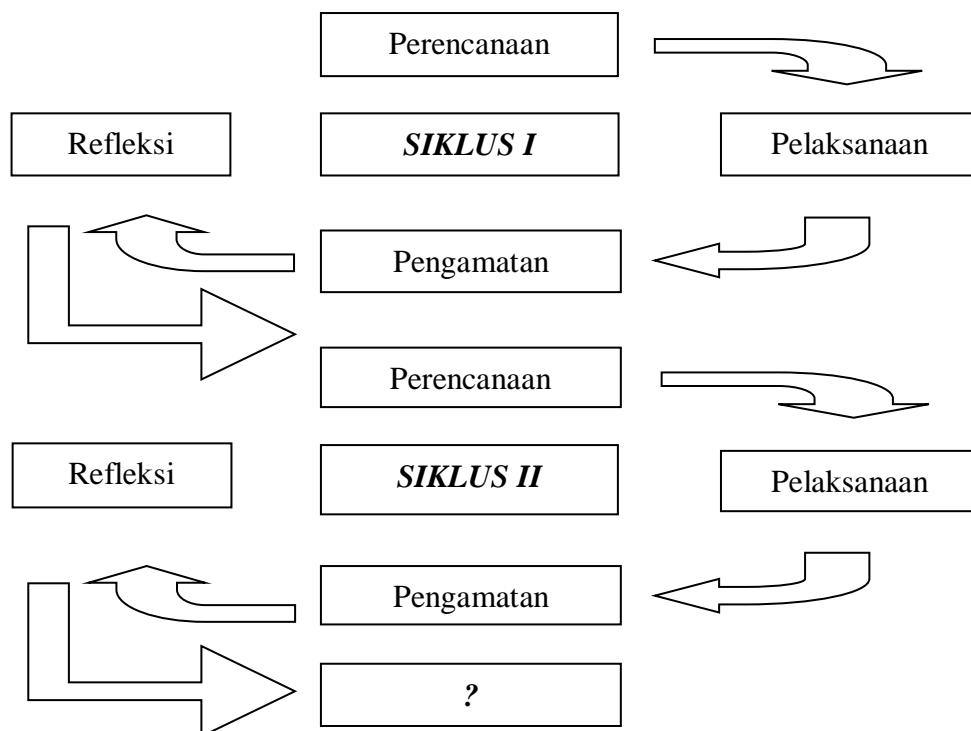 Perencanaan
Refleksi
SIKLUS I
Pelaksanaan
Pengamatan
Perencanaan
Refleksi
SIKLUS II
Pelaksanaan
Pengamatan
?